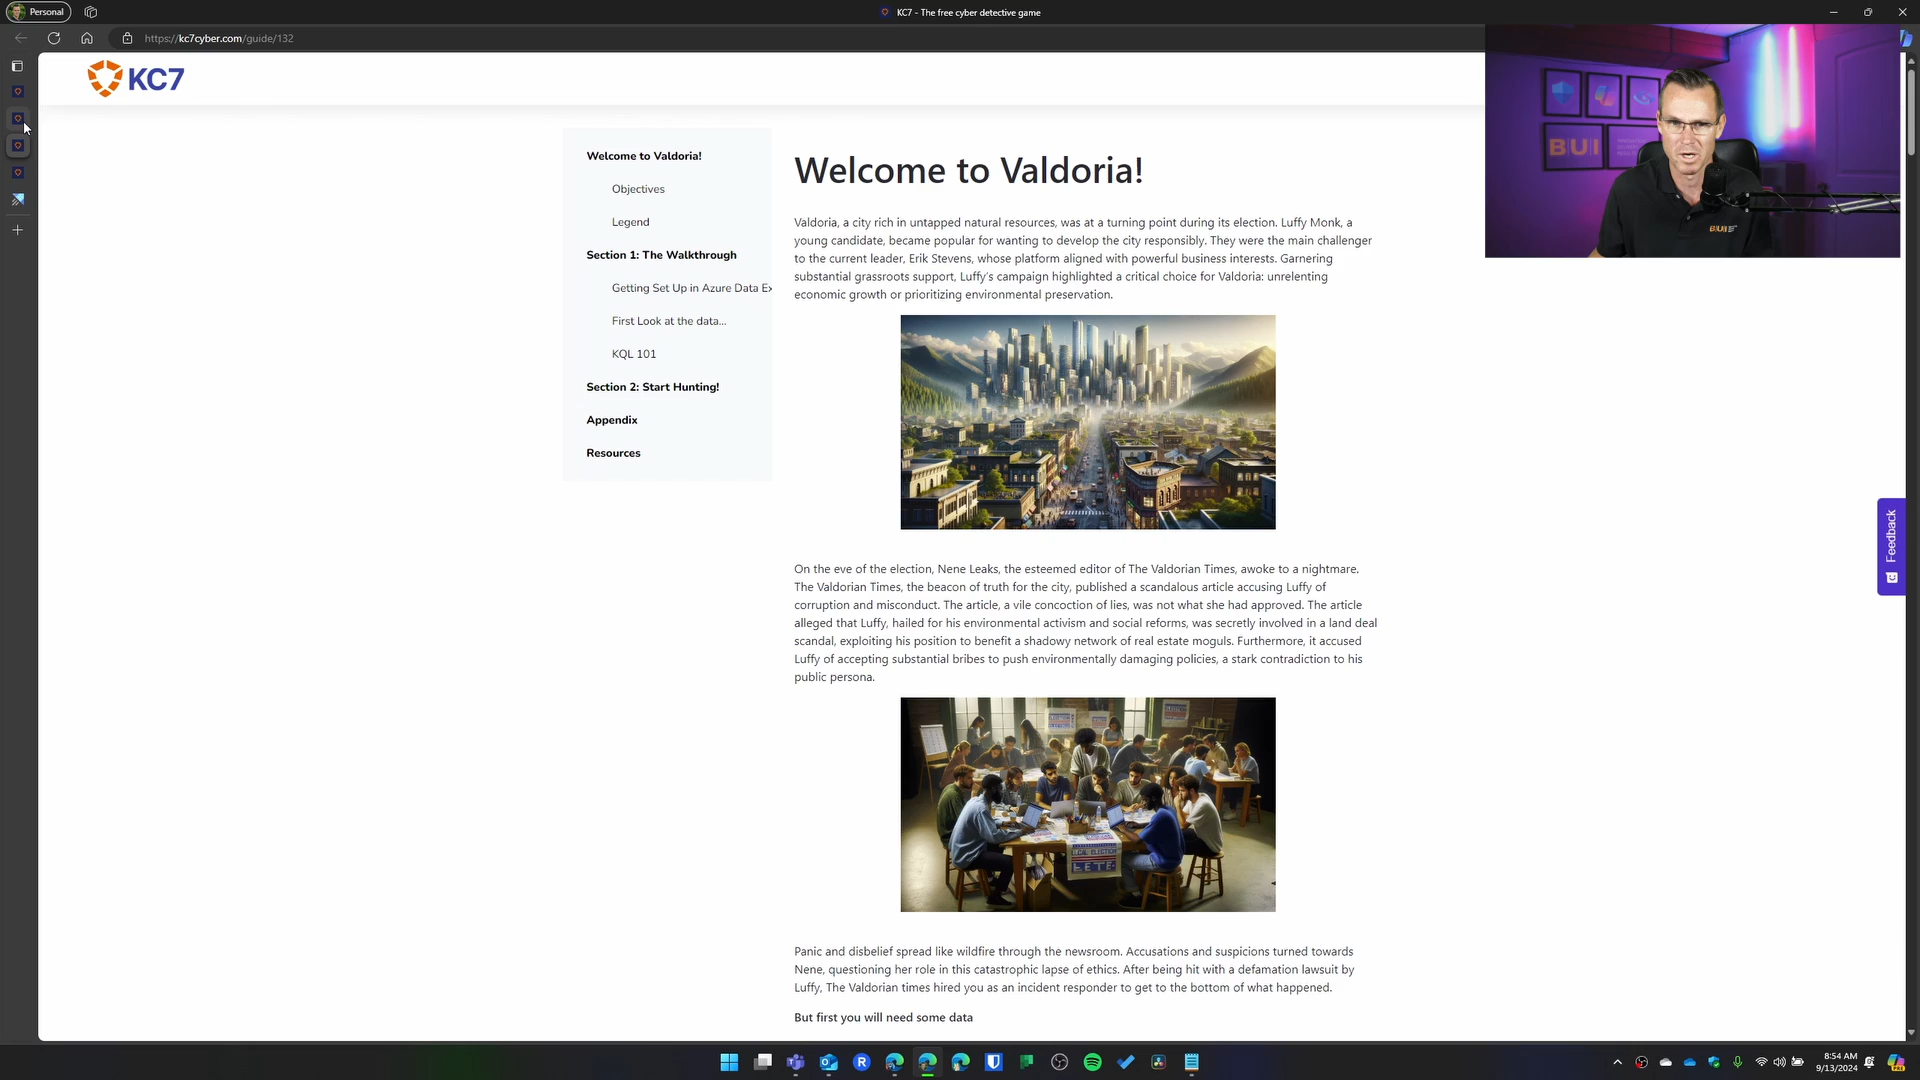 Personal
KC7 - The free cyber detective game
https://kc7cyber.com/guide/132
KC7
Welcome to Valdoria!
Objectives
Legend
Section 1: The Walkthrough
Getting Set Up in Azure Data Ex
First Look at the data...
KQL 101
Section 2: Start Hunting!
Appendix
Resources
Welcome to Valdoria!
Valdoria, a city rich in untapped natural resources, was at a turning point during its election. Luffy Monk, a
young candidate, became popular for wanting to develop the city responsibly. They were the main challenger
to the current leader, Erik Stevens, whose platform aligned with powerful business interests. Garnering
substantial grassroots support, Luffy's campaign highlighted a critical choice for Valdoria: unrelenting
economic growth or prioritizing environmental preservation.
On the eve of the election, Nene Leaks, the esteemed editor of The Valdorian Times, awoke to a nightmare.
The Valdorian Times, the beacon of truth for the city, published a scandalous article accusing Luffy of
corruption and misconduct. The article, a vile concoction of lies, was not what she had approved. The article
alleged that Luffy, hailed for his environmental activism and social reforms, was secretly involved in a land deal
scandal, exploiting his position to benefit a shadowy network of real estate moguls. Furthermore, it accused
Luffy of accepting substantial bribes to push environmentally damaging policies, a stark contradiction to his
public persona.
LOCAL ELECTION
Panic and disbelief spread like wildfire through the newsroom. Accusations and suspicions turned towards
Nene, questioning her role in this catastrophic lapse of ethics. After being hit with a defamation lawsuit by
Luffy, The Valdorian times hired you as an incident responder to get to the bottom of what happened.
But first you will need some data
BUI
BUI
Feedback
8:54 AM
9/13/2024